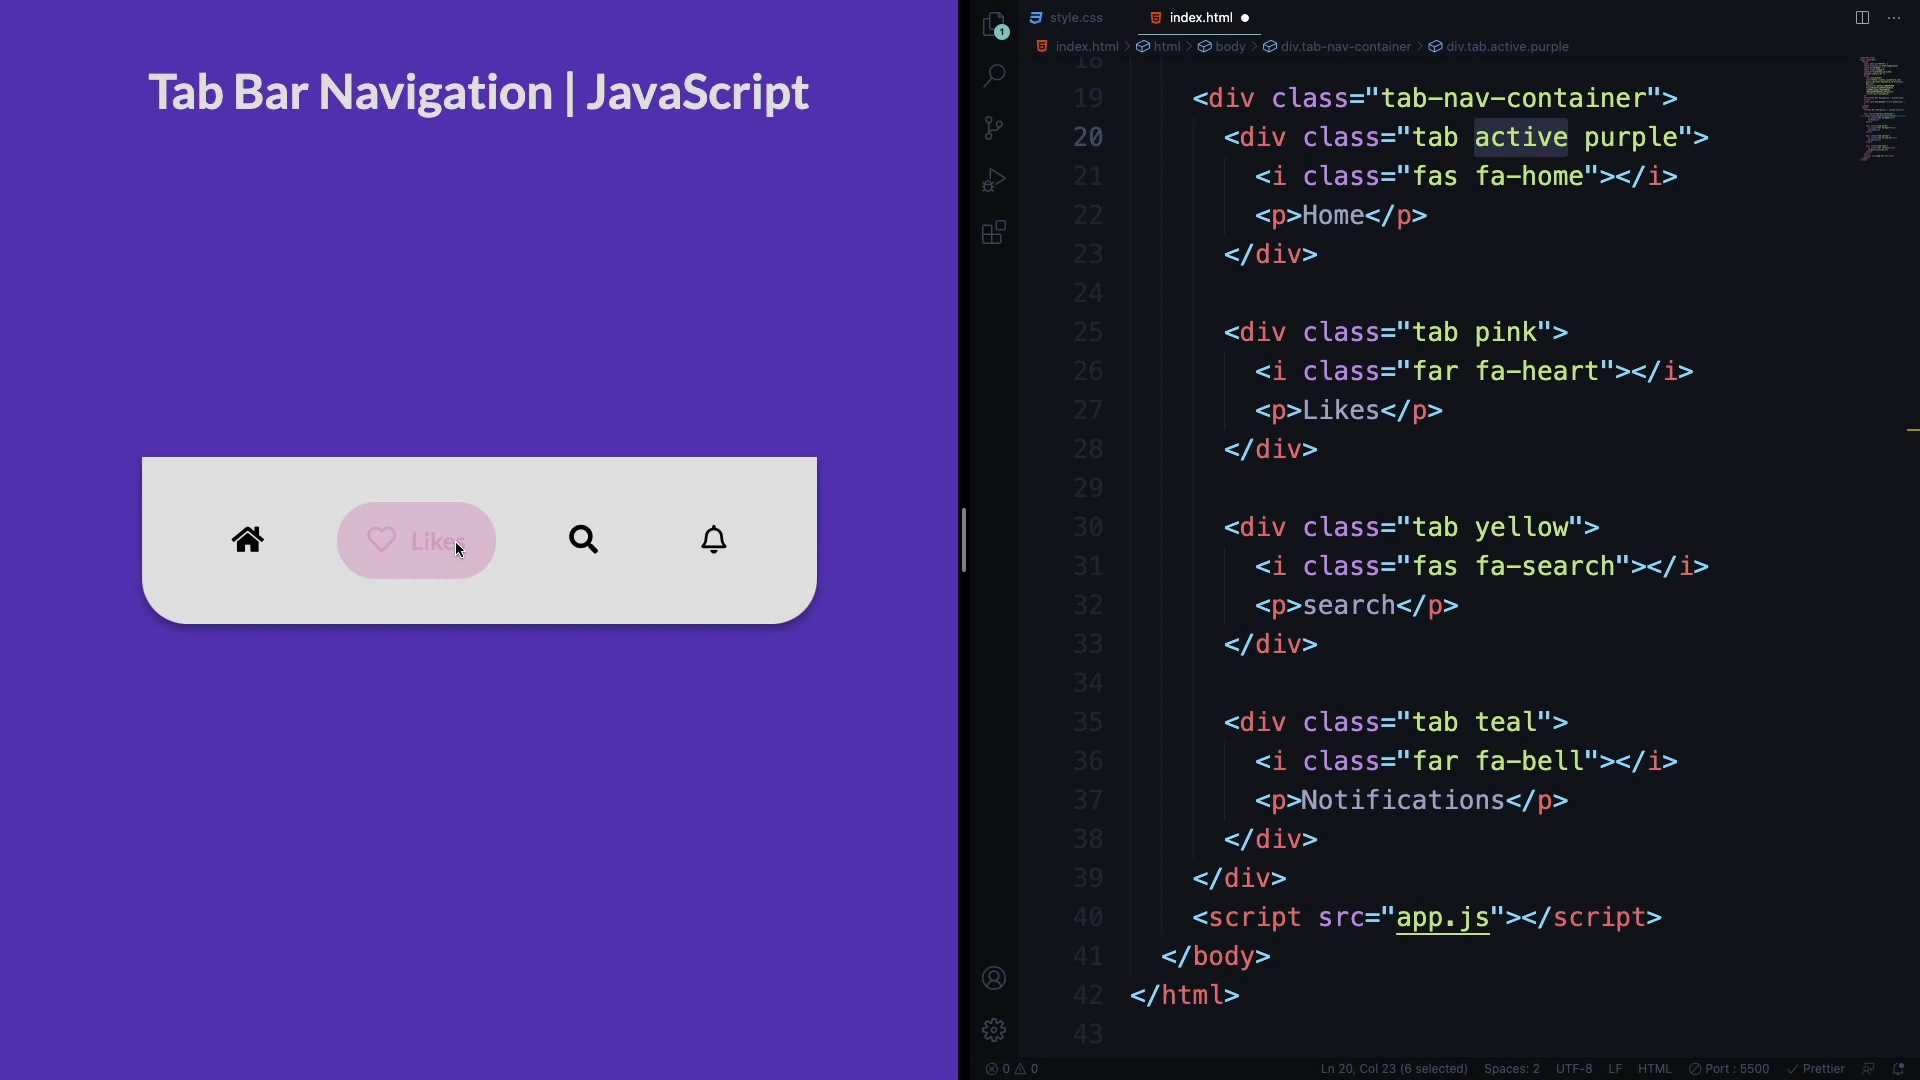 Tab Bar Navigation | JavaScript
Likes
1
style.css
index.html
index.html > html > body > div.tab-nav-container > div.tab.active.purple
18
19 <div class="tab-nav-container">
20 <div class="tab active purple">
21 <i class="fas fa-home"></i>
22 <p>Home</p>
23 </div>
24
25 <div class="tab pink">
26 <i class="far fa-heart"></i>
27 <p>Likes</p>
28 </div>
29
30 <div class="tab yellow">
31 <i class="fas fa-search"></i>
32 <p>search</p>
33 </div>
34
35 <div class="tab teal">
36 <i class="far fa-bell"></i>
37 <p>Notifications</p>
38 </div>
39 </div>
40 <script src="app.js"></script>
41 </body>
42 </html>
43
0 0 Ln 20, Col 23 (6 selected) Spaces: 2 UTF-8 LF HTML Port : 5500 Prettier